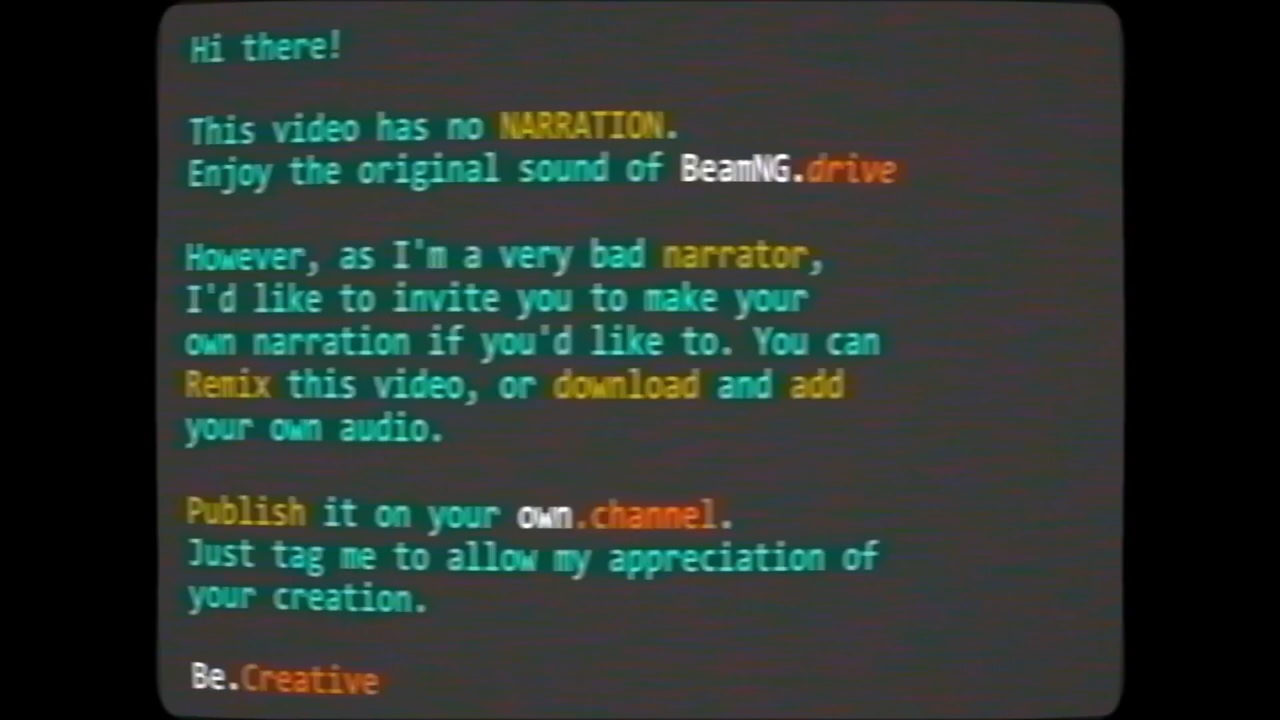 Hi there!
This video has no NARRATION.
Enjoy the original sound of BeamNG.drive
However, as I'm a very bad narrator,
I'd like to invite you to make your
own narration if you'd like to. You can
Remix this video, or download and add
your own audio.
Publish it on your own.channel.
Just tag me to allow my appreciation of
your creation.
Be.Creative